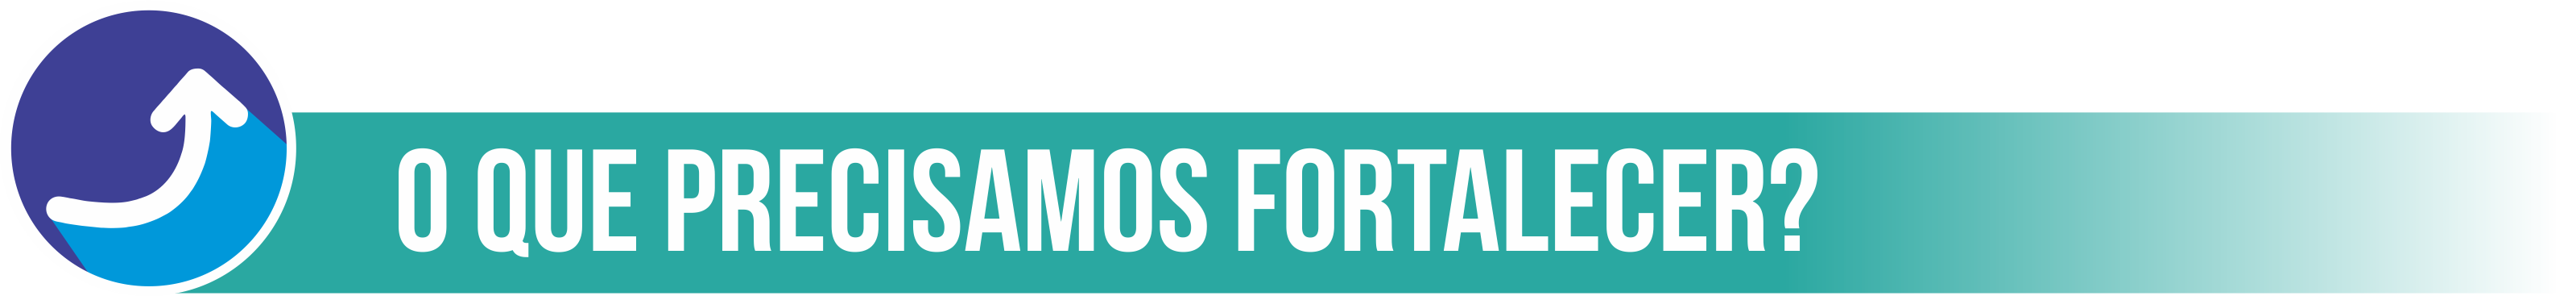 O QUE PRECISAMOS FORTALECER?